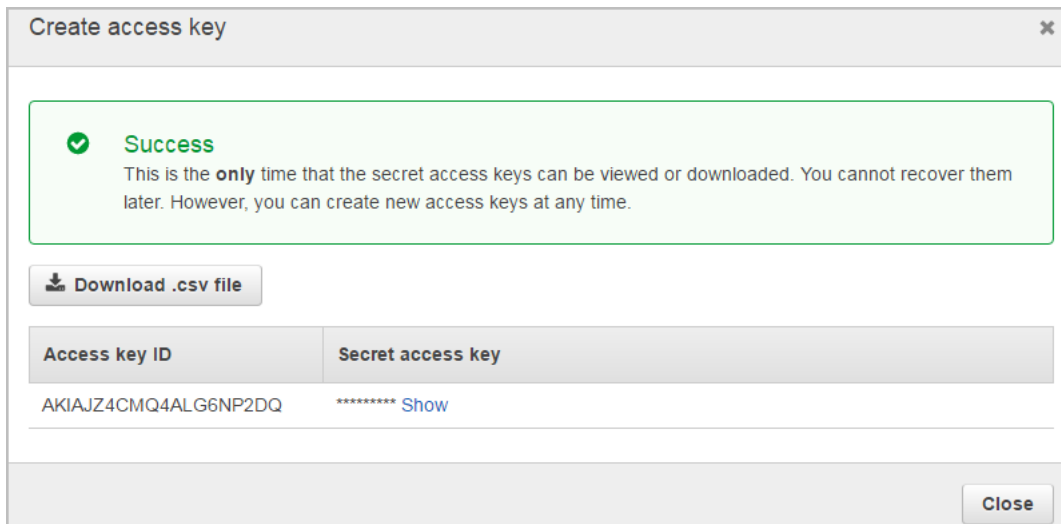 Create access key
Success
This is the only time that the secret access keys can be viewed or downloaded. You cannot recover them
later. However, you can create new access keys at any time.
Download .csv file
Access key ID Secret access key
AKIAJZ4CMQ4ALG6NP2DQ ********* Show
Close